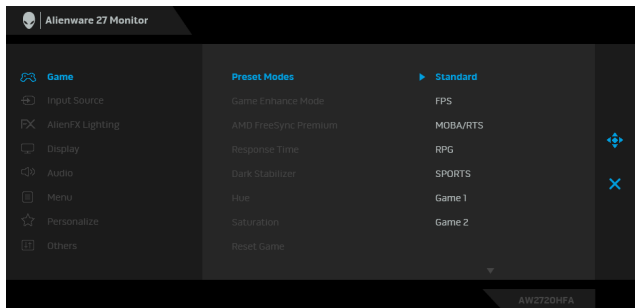 Alienware 27 Monitor
Game Preset Modes Standard
Input Source Game Enhance Mode FPS
FX AlienFX Lighting AMD FreeSync Premium MOBA/RTS
Display Response Time RPG
Audio Dark Stabilizer SPORTS
Menu Hue Game 1
Personalize Saturation Game 2
Others Reset Game
AW2720HFA